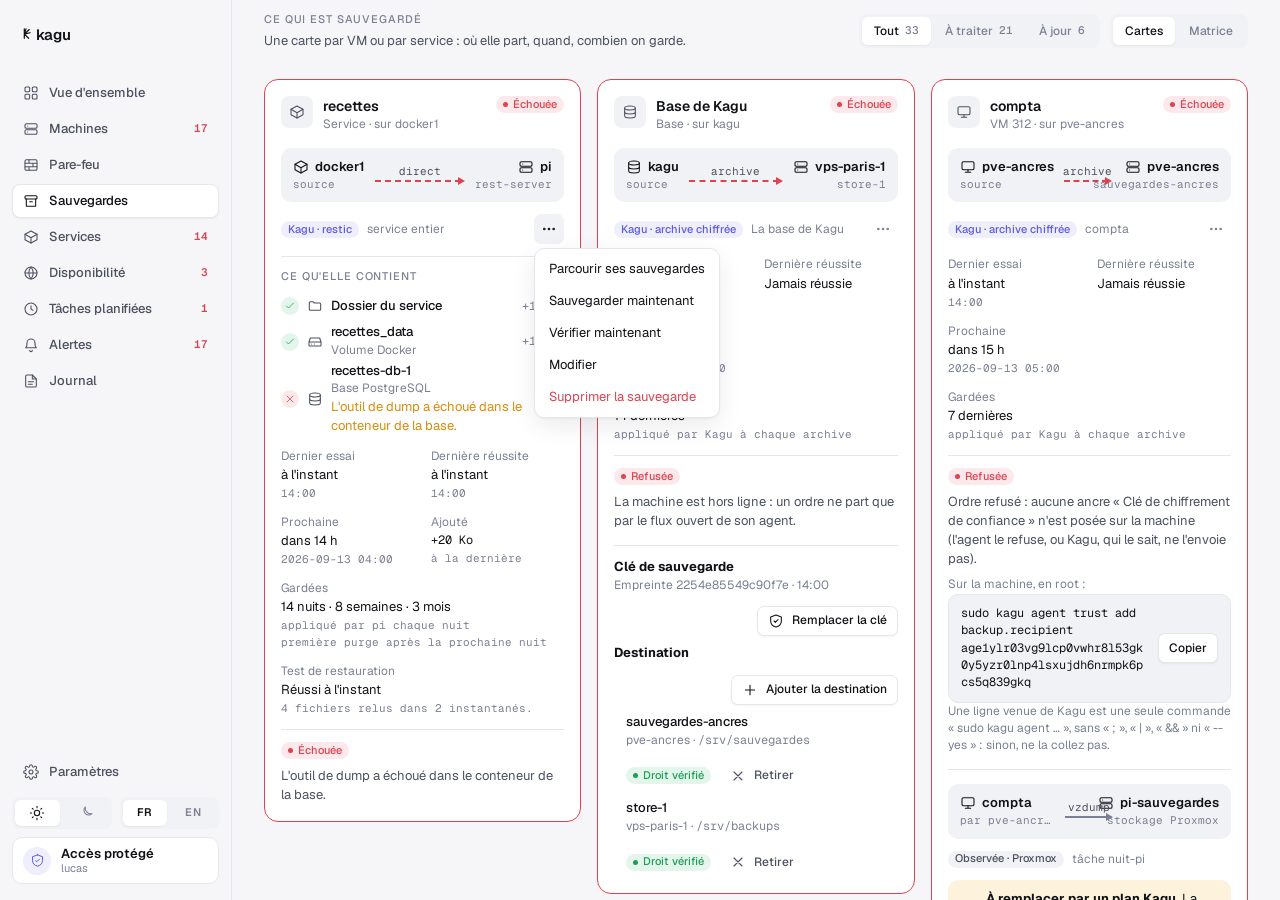 kagu
Vue d'ensemble
Machines 17
Pare-feu
Sauvegardes
Services 14
Disponibilité 3
Tâches planifiées 1
Alertes 17
Journal
Paramètres
FR EN
Accès protégé
lucas
CE QUI EST SAUVEGARDÉ
Une carte par VM ou par service : où elle part, quand, combien on garde.
Tout 33 À traiter 21 À jour 6
Cartes Matrice
recettes
Échouée
Service · sur docker1
docker1 direct pi
source rest-server
Kagu · restic service entier
CE QU'ELLE CONTIENT
Dossier du service
recettes_data
Volume Docker
recettes-db-1
Base PostgreSQL
L'outil de dump a échoué dans le
conteneur de la base.
Dernier essai Dernière réussite
à l'instant à l'instant
14:00 14:00
Prochaine Ajouté
dans 14 h +20 Ko
2026-09-13 04:00 à la dernière
Gardées
14 nuits · 8 semaines · 3 mois
appliqué par pi chaque nuit
première purge après la prochaine nuit
Test de restauration
Réussi à l'instant
4 fichiers relus dans 2 instantanés.
Échouée
L'outil de dump a échoué dans le conteneur de
la base.
Parcourir ses sauvegardes
Sauvegarder maintenant
Vérifier maintenant
Modifier
Supprimer la sauvegarde
Base de Kagu
Échouée
Base · sur kagu
kagu archive vps-paris-1
source store-1
Kagu · archive chiffrée La base de Kagu
Dernière réussite
Jamais réussie
appliqué par Kagu à chaque archive
Refusée
La machine est hors ligne : un ordre ne part que
par le flux ouvert de son agent.
Clé de sauvegarde
Empreinte 2254e85549c90f7e · 14:00
Remplacer la clé
Destination
Ajouter la destination
sauvegardes-ancres
pve-ancres · /srv/sauvegardes
Droit vérifié Retirer
store-1
vps-paris-1 · /srv/backups
Droit vérifié Retirer
compta
Échouée
VM 312 · sur pve-ancres
pve-ancres archive pve-ancres
source sauvegardes-ancres
Kagu · archive chiffrée compta
Dernier essai Dernière réussite
à l'instant Jamais réussie
14:00
Prochaine
dans 15 h
2026-09-13 05:00
Gardées
7 dernières
appliqué par Kagu à chaque archive
Refusée
Ordre refusé : aucune ancre « Clé de chiffrement
de confiance » n'est posée sur la machine
(l'agent le refuse, ou Kagu, qui le sait, ne l'envoie
pas).
Sur la machine, en root :
sudo kagu agent trust add
backup.recipient
age1ylr03vg9lcp0vwhr8l53gk
0y5yzr0lnp4lsxujdh6nrmpk6p
cs5q839gkq
Copier
Une ligne venue de Kagu est une seule commande
« sudo kagu agent … », sans « ; », « | », « && » ni « --
yes » : sinon, ne la collez pas.
compta vzdump pi-sauvegardes
par pve-ancr… stockage Proxmox
Observée · Proxmox tâche nuit-pi
À remplacer par un plan Kagu. La